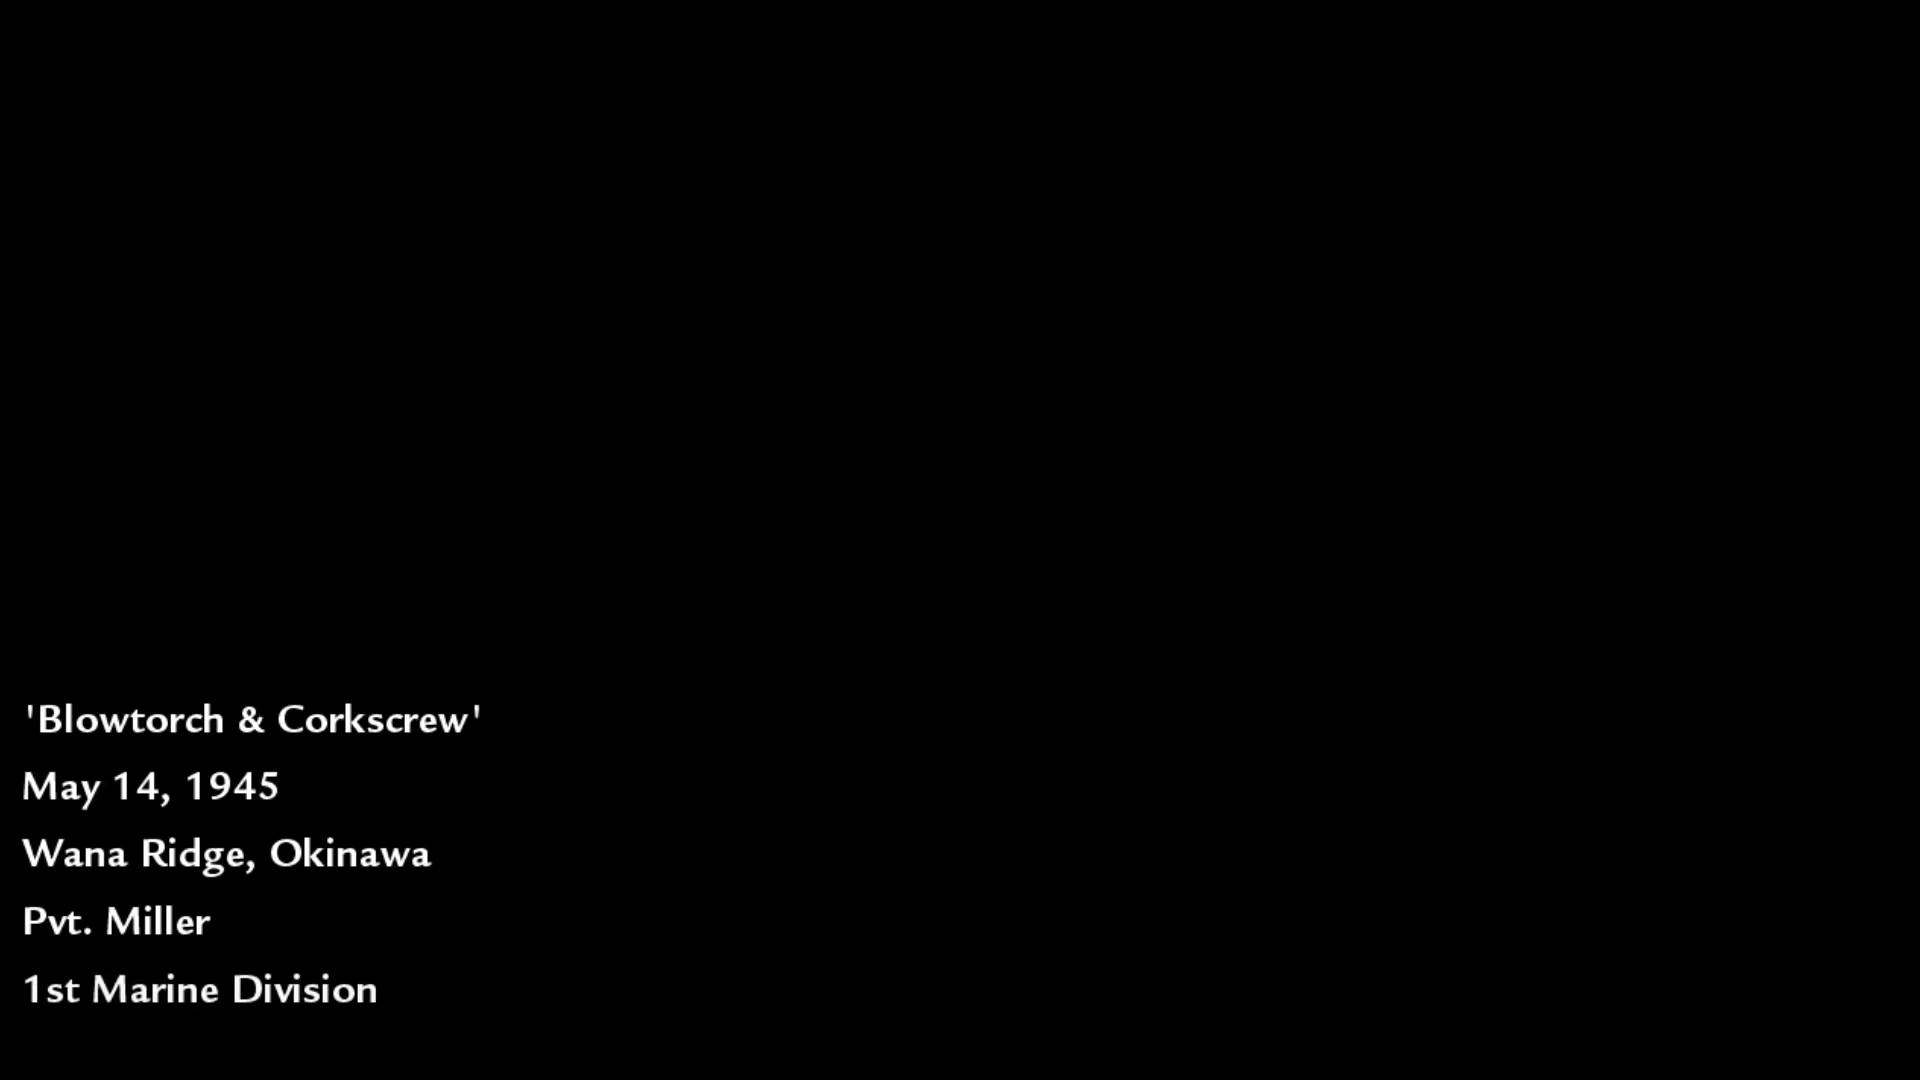 'Blowtorch & Corkscrew'
May 14, 1945
Wana Ridge, Okinawa
Pvt. Miller
1st Marine Division